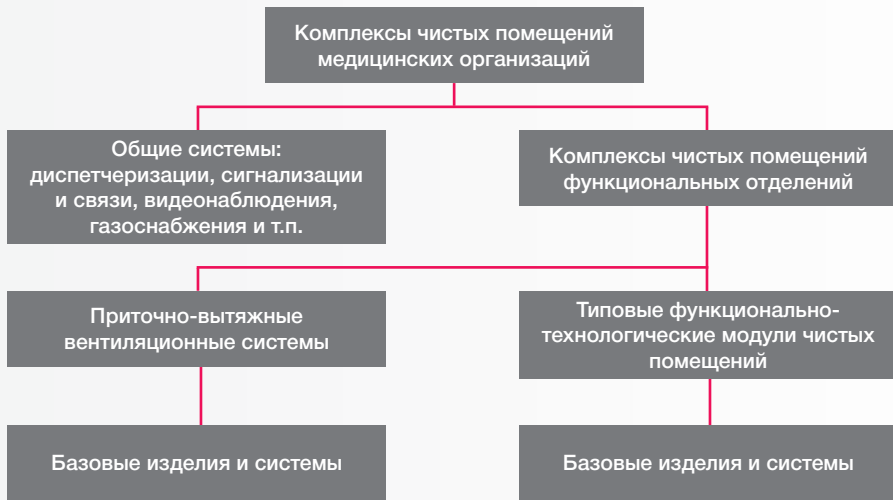 Комплексы чистых помещений
медицинских организаций
Общие системы:
диспетчеризации, сигнализации
и связи, видеонаблюдения,
газоснабжения и т.п.
Комплексы чистых помещений
функциональных отделений
Приточно-вытяжные
вентиляционные системы
Типовые функционально-
технологические модули чистых
помещений
Базовые изделия и системы
Базовые изделия и системы